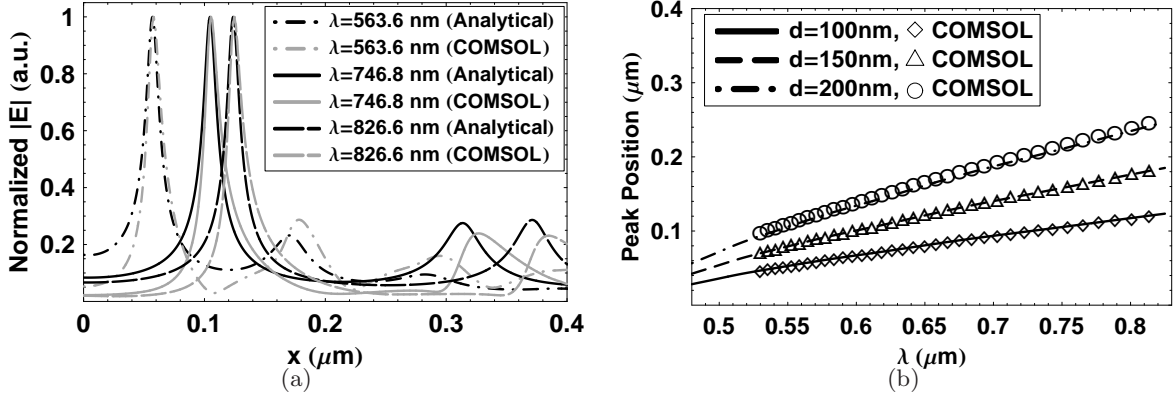 Normalized |E| (a.u.)
1
0.8
0.6
0.4
0.2
λ=563.6 nm (Analytical)
λ=563.6 nm (COMSOL)
λ=746.8 nm (Analytical)
λ=746.8 nm (COMSOL)
λ=826.6 nm (Analytical)
λ=826.6 nm (COMSOL)
0 0.1 0.2 0.3 0.4
x (μm)
(a)
Peak Position (μm)
0.4
0.3
0.2
0.1
d=100nm, COMSOL
d=150nm, COMSOL
d=200nm, COMSOL
0.5 0.55 0.6 0.65 0.7 0.75 0.8
λ (μm)
(b)